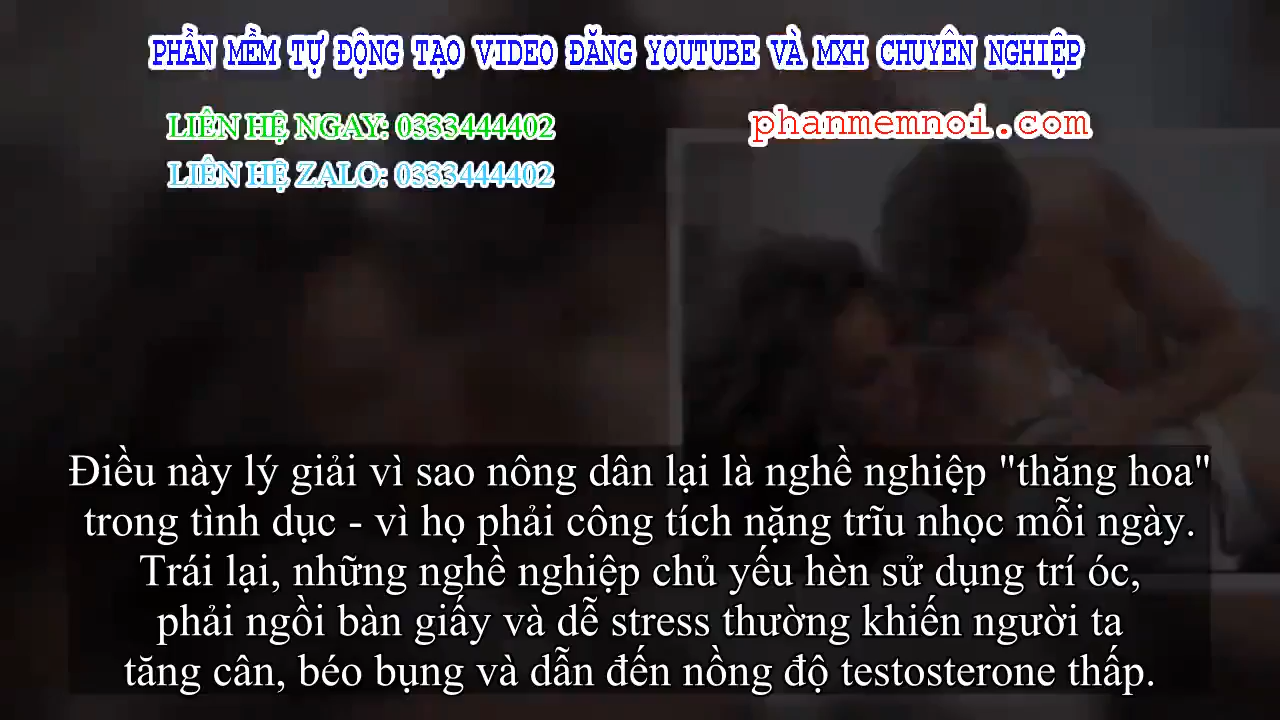 PHẦN MỀM TỰ ĐỘNG TẠO VIDEO ĐĂNG YOUTUBE VÀ MXH CHUYÊN NGHIỆP
LIÊN HỆ NGAY: 0333444402
phanmemnoi.com
LIÊN HỆ ZALO: 0333444402
Điều này lý giải vì sao nông dân lại là nghề nghiệp "thăng hoa"
trong tình dục - vì họ phải công tích nặng trĩu nhọc mỗi ngày.
Trái lại, những nghề nghiệp chủ yếu hèn sử dụng trí óc,
phải ngồi bàn giấy và dễ stress thường khiến người ta
tăng cân, béo bụng và dẫn đến nồng độ testosterone thấp.